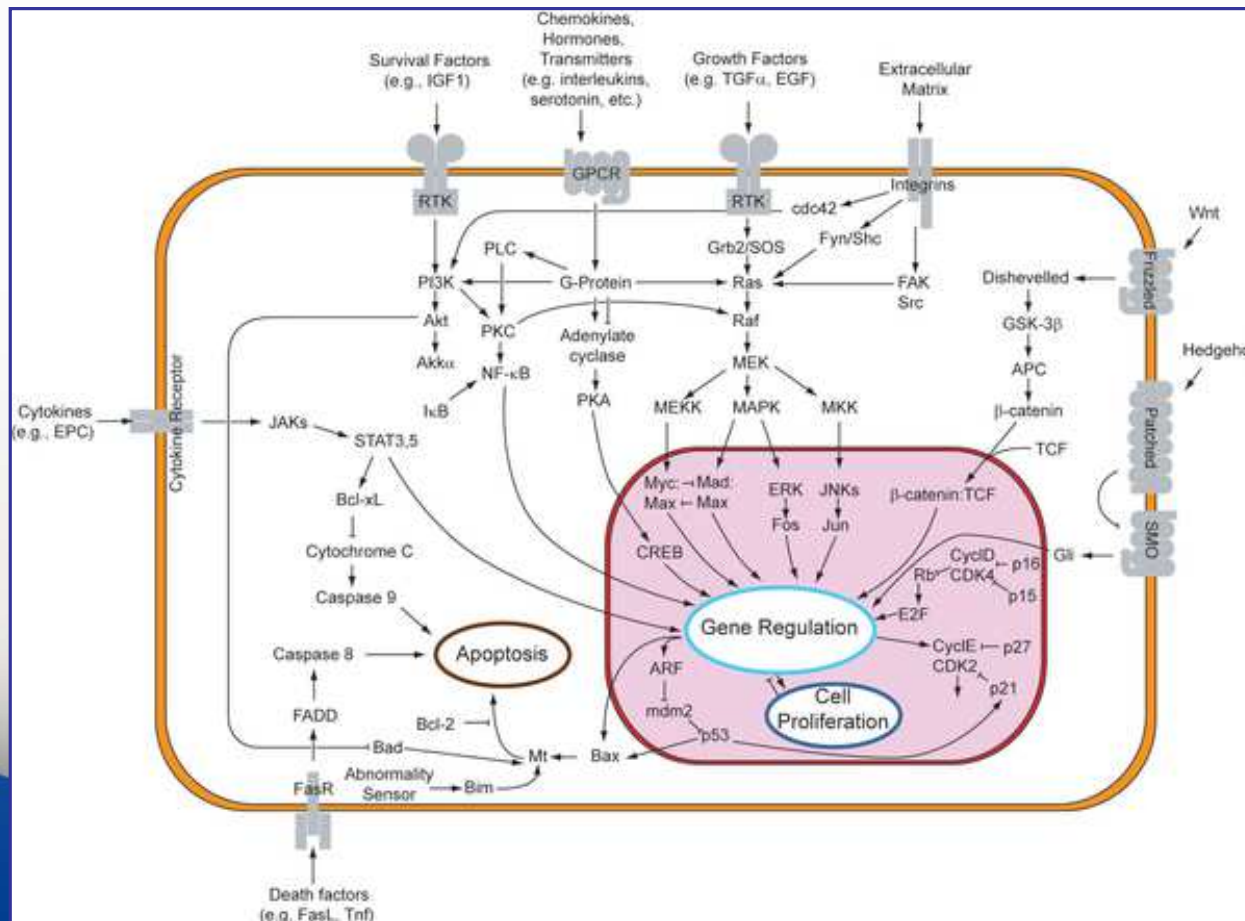 Chemokines,
Hormones,
Transmitters
(e.g. interleukins,
serotonin, etc.)
Survival Factors
(e.g., IGF1)
Growth Factors
(e.g. TGFα, EGF)
Extracellular
Matrix
RTK
GPCR
RTK
Integrins
cdc42
Wnt
PLC
Grb2/SOS
Fyn/Shc
Frizzled
PI3K
G-Protein
Ras
FAK
Src
Dishevelled
Akt
PKC
Adenylate
cyclase
Raf
GSK-3β
Akkα
NF-κB
MEK
APC
Hedgeho
Cytokines
(e.g., EPC)
Cytokine Receptor
JAKs
IκB
PKA
MEKK
MAPK
MKK
β-catenin
Patched
STAT3,5
TCF
Myc:
Mad:
Max
Max
ERK
JNKs
β-catenin:TCF
Bcl-xL
Fos
Jun
SMO
Cytochrome C
CREB
Gli
CyclD
p16
Rb
CDK4
p15
Caspase 9
E2F
Gene Regulation
Caspase 8
Apoptosis
ARF
CyclE
p27
CDK2
p21
FADD
Bcl-2
mdm2
Cell
Proliferation
p53
Bad
Mt
Bax
Abnormality
Sensor
Bim
FasR
Death factors
(e.g. FasL, Tnf)